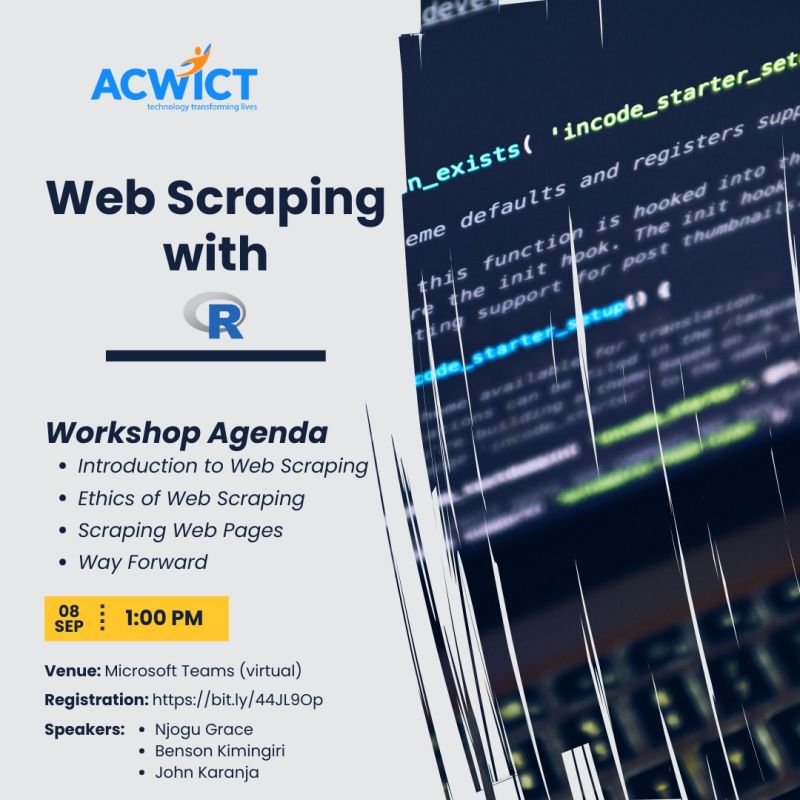 ACWICT
technology transforming lives
Web Scraping
with
R
Workshop Agenda
• Introduction to Web Scraping
• Ethics of Web Scraping
• Scraping Web Pages
• Way Forward
08
SEP
1:00 PM
Venue: Microsoft Teams (virtual)
Registration: https://bit.ly/44JL9Op
Speakers: • Njogu Grace
• Benson Kimingiri
• John Karanja
n_exists( 'incode_starter_set
eme defaults and registers supp
this function is hooked into th
re the init hook. The init hook
ting support for post thumbnails.
code_starter_setup() {